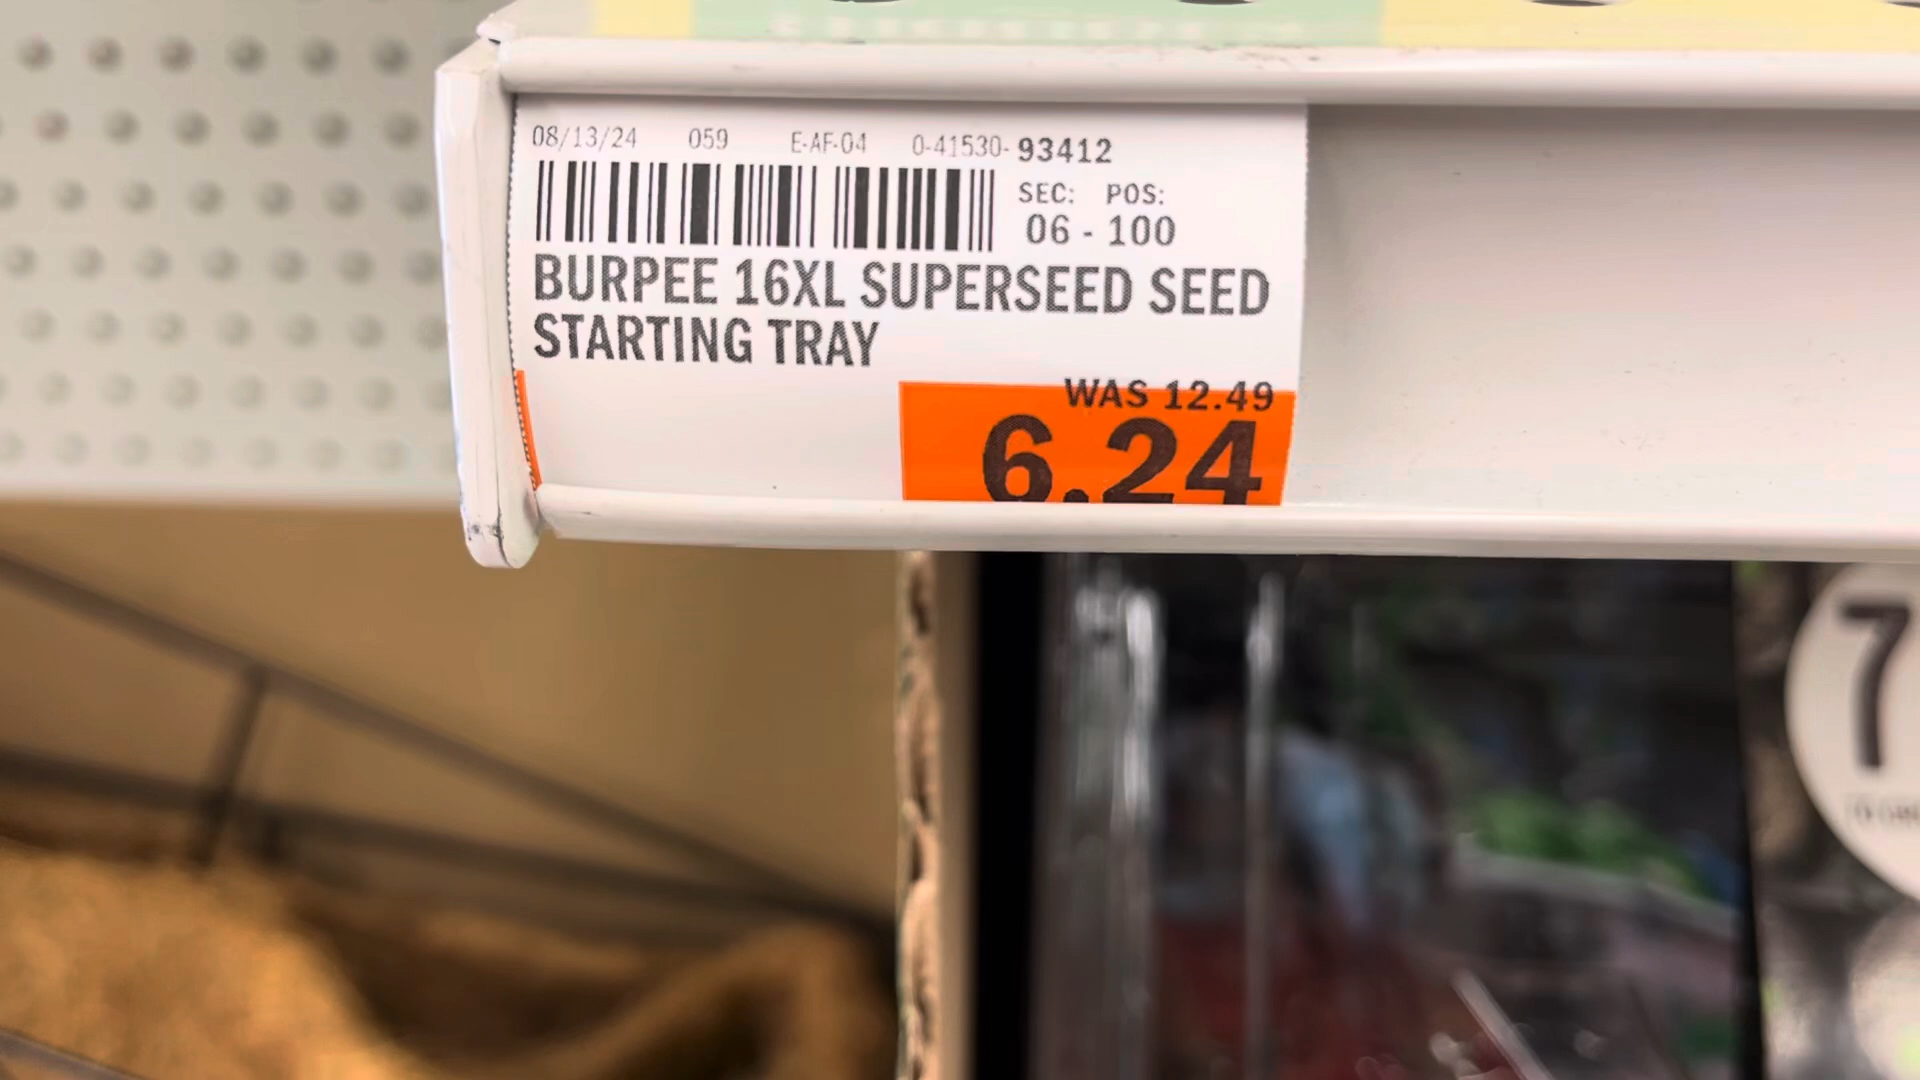 08/13/24 059 E-AF-04 0-41530-93412
SEC: POS:
06 - 100
BURPEE 16XL SUPERSEED SEED
STARTING TRAY
WAS 12.49
6.24
7